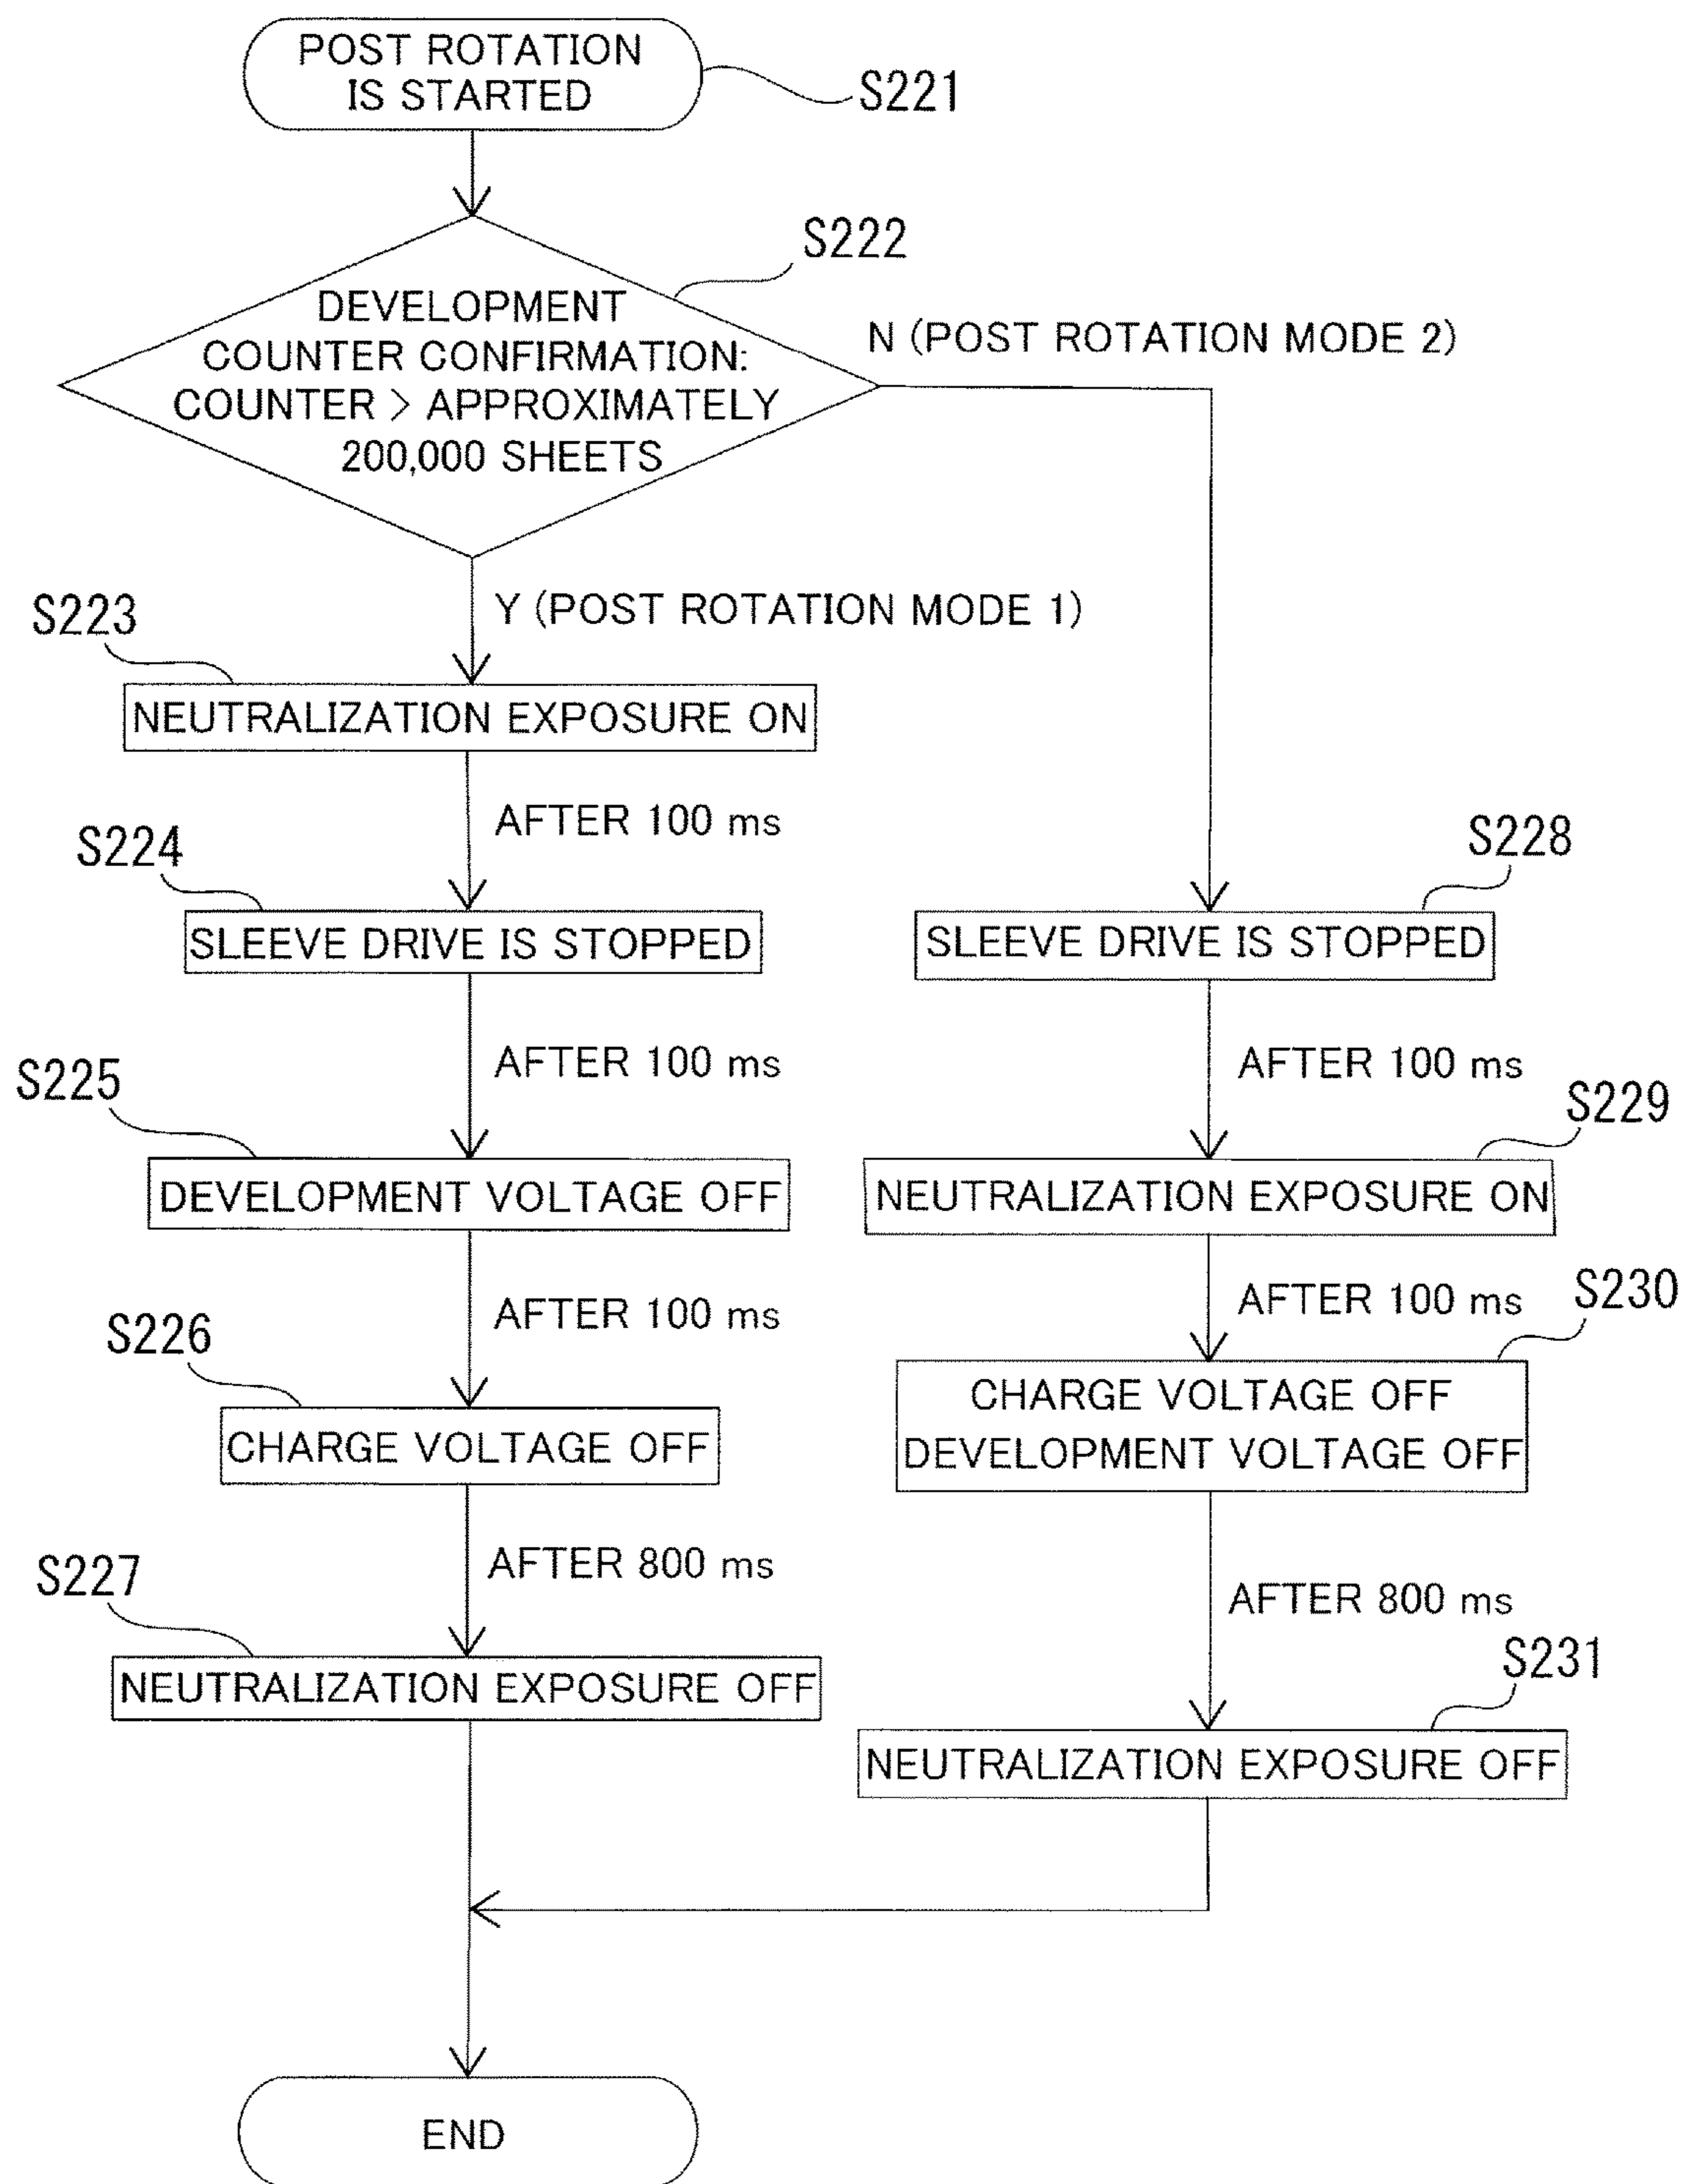 POST ROTATION
IS STARTED
S221
S222
DEVELOPMENT
COUNTER CONFIRMATION:
COUNTER > APPROXIMATELY
200,000 SHEETS
N (POST ROTATION MODE 2)
Y (POST ROTATION MODE 1)
S223
NEUTRALIZATION EXPOSURE ON
AFTER 100 ms
S224
SLEEVE DRIVE IS STOPPED
AFTER 100 ms
S225
DEVELOPMENT VOLTAGE OFF
AFTER 100 ms
S226
CHARGE VOLTAGE OFF
AFTER 800 ms
S227
NEUTRALIZATION EXPOSURE OFF
S228
SLEEVE DRIVE IS STOPPED
AFTER 100 ms
S229
NEUTRALIZATION EXPOSURE ON
AFTER 100 ms
S230
CHARGE VOLTAGE OFF
DEVELOPMENT VOLTAGE OFF
AFTER 800 ms
S231
NEUTRALIZATION EXPOSURE OFF
END